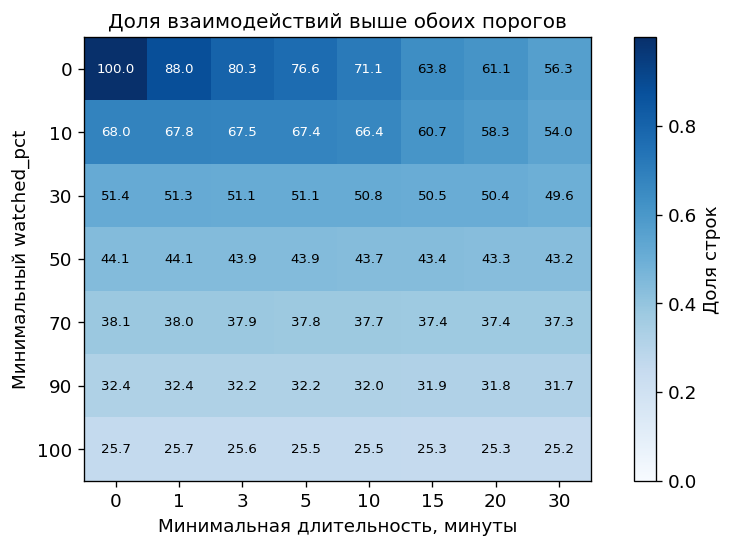 Доля взаимодействий выше обоих порогов
0 100.0 88.0 80.3 76.6 71.1 63.8 61.1 56.3
10 68.0 67.8 67.5 67.4 66.4 60.7 58.3 54.0
30 51.4 51.3 51.1 51.1 50.8 50.5 50.4 49.6
50 44.1 44.1 43.9 43.9 43.7 43.4 43.3 43.2
70 38.1 38.0 37.9 37.8 37.7 37.4 37.4 37.3
90 32.4 32.4 32.2 32.2 32.0 31.9 31.8 31.7
100 25.7 25.7 25.6 25.5 25.5 25.3 25.3 25.2
0 1 3 5 10 15 20 30
Минимальная длительность, минуты
Минимальный watched_pct
0.8
0.6
0.4
0.2
0.0
Доля строк